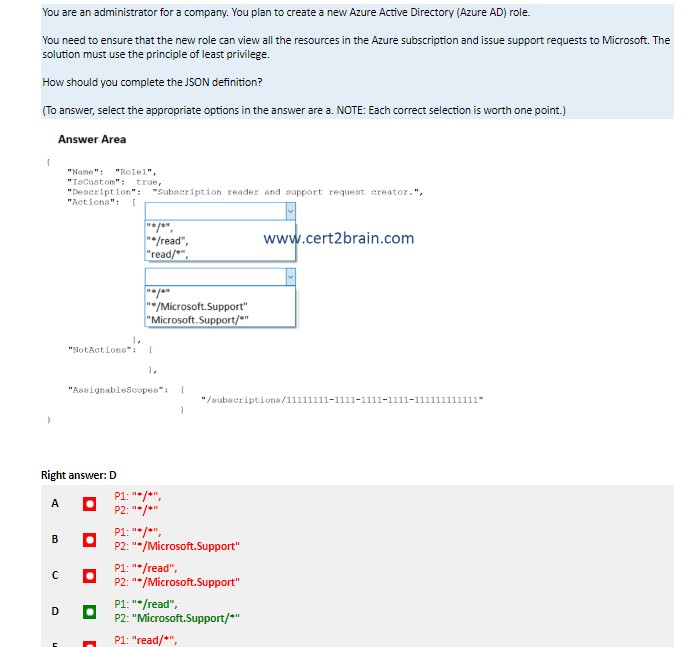 You are an administrator for a company. You plan to create a new Azure Active Directory (Azure AD) role.
You need to ensure that the new role can view all the resources in the Azure subscription and issue support requests to Microsoft. The
solution must use the principle of least privilege.
How should you complete the JSON definition?
(To answer, select the appropriate options in the answer are a. NOTE: Each correct selection is worth one point.)
Answer Area
{
"Name": "Role1",
"IsCustom": true,
"Description": "Subscription reader and support request creator.",
"Actions": [
"*/*",
"*/read",
"read/*",
www.cert2brain.com
"*/*"
"*/Microsoft.Support"
"Microsoft.Support/*"
],
"NotActions": [
],
"AssignableScopes": [
"/subscriptions/11111111-1111-1111-1111-111111111111"
]
}
Right answer: D
A
P1: "*/*",
P2: "*/*"
B
P1: "*/*",
P2: "*/Microsoft.Support"
C
P1: "*/read",
P2: "*/Microsoft.Support"
D
P1: "*/read",
P2: "Microsoft.Support/*"
P1: "read/*",